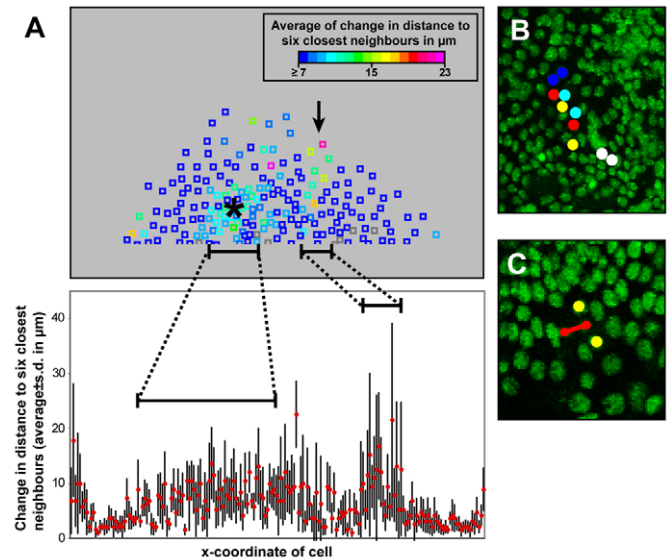 A
Average of change in distance to
six closest neighbours in µm
≥ 7
15
23
*
B
C
Change in distance to six closest
neighbours (average±s.d. in µm)
40
30
20
10
0
x-coordinate of cell